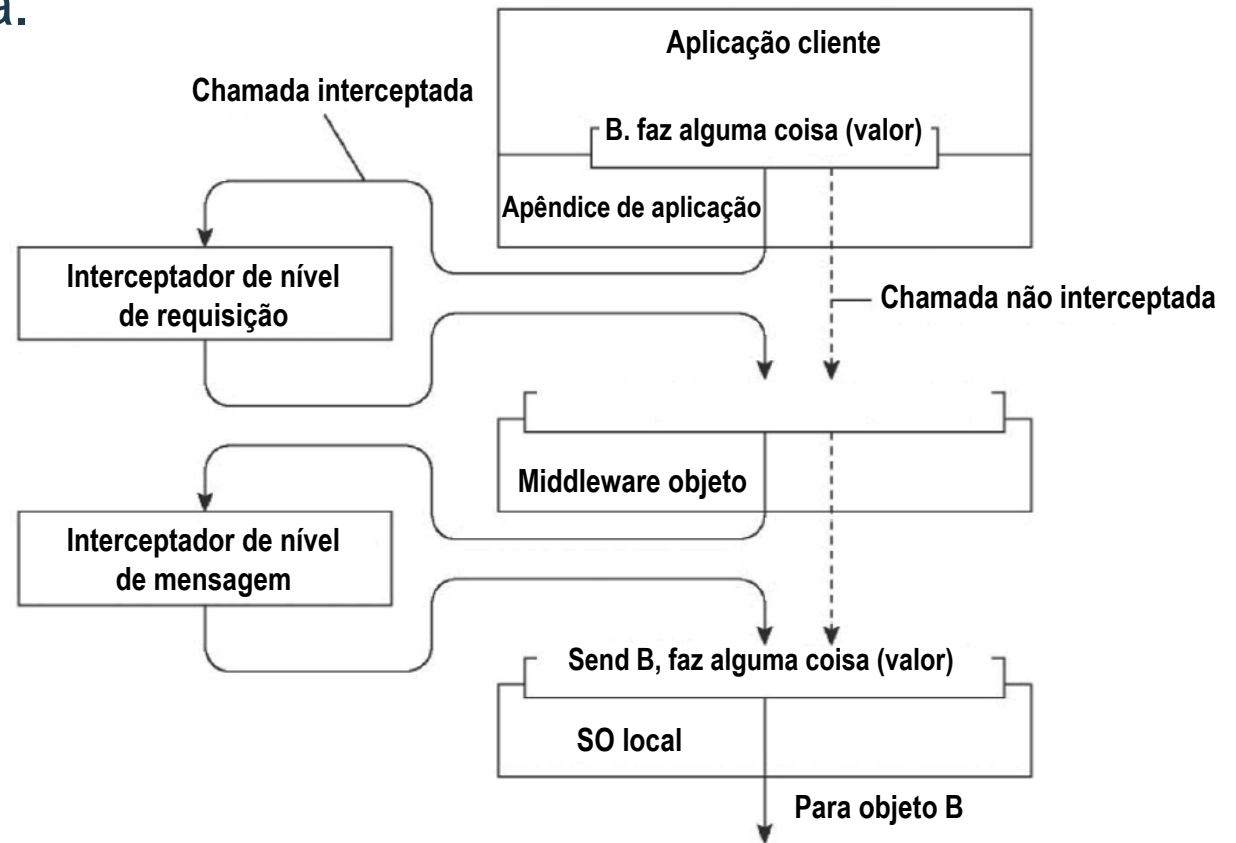 a.
Aplicação cliente
Chamada interceptada
B. faz alguma coisa (valor)
Apêndice de aplicação
Interceptador de nível
de requisição
Chamada não interceptada
Middleware objeto
Interceptador de nível
de mensagem
Send B, faz alguma coisa (valor)
SO local
Para objeto B